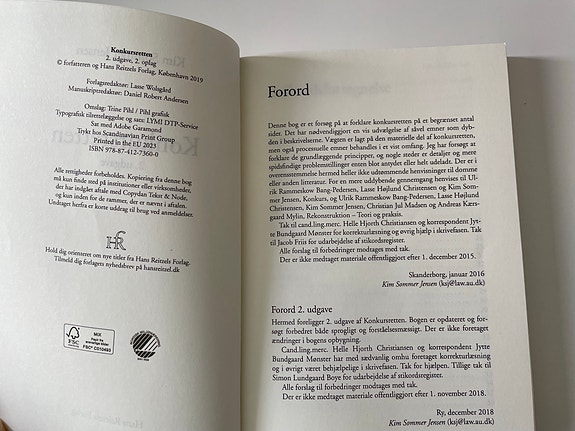 Konkursretten
2. udgave, 2. oplag
© forfatteren og Hans Reitzels Forlag, København 2019
Forlagsredaktør: Lasse Wolsgård
Manuskriptredaktør: Daniel Robert Andersen
Omslag: Trine Pihl / Pihl grafisk
Typografisk tilrettelæggelse og sats: LYMI DTP-Service
Sat med Adobe Garamond
Trykt hos Scandinavian Print Group
Printed in the EU 2023
ISBN 978-87-412-7360-0
Alle rettigheder forbeholdes. Kopiering fra denne bog
må kun finde sted på institutioner eller virksomheder,
der har indgået aftale med Copydan Tekst & Node,
og kun inden for de rammer, der er nævnt i aftalen.
Undtaget herfra er korte uddrag til brug ved anmeldelser.
HR
Hold dig orienteret om nye titler fra Hans Reitzels Forlag.
Tilmeld dig forlagets nyhedsbrev på hansreitzel.dk
FSC
MIX
FSC® C010483
Forord
Denne bog er et forsøg på at forklare konkursretten på et begrænset antal
sider. Det har nødvendiggjort en vis udvælgelse af såvel emner som dyb-
den i beskrivelserne. Vægten er lagt på den materielle del af konkursretten,
men også processuelle emner behandles i et vist omfang. Jeg har forsøgt at
forklare de grundlæggende principper, og nogle steder er detaljer og mere
spidsfindige problemstillinger enten blot antydet eller helt udeladt. Der er i
overensstemmelse hermed heller ikke udtømmende henvisninger til domme
eller anden litteratur. For en mere uddybende gennemgang henvises til Ul-
rik Rammeskow Bang-Pedersen, Lasse Højlund Christensen og Kim Som-
mer Jensen, Konkurs, og Ulrik Rammeskow Bang-Pedersen, Lasse Højlund
Christensen, Kim Sommer Jensen, Christian Jul Madsen og Andreas Kærs-
gaard Mylin, Rekonstruktion – Teori og praksis.
Tak til cand.ling.merc. Helle Hjorth Christiansen og korrespondent Jyt-
te Bundgaard Mønster for korrekturlæsning og øvrig hjælp i skrivefasen. Tak
til Jacob Friis for udarbejdelse af stikordsregister.
Alle forslag til forbedringer modtages med tak.
Der er ikke medtaget materiale offentliggjort efter 1. december 2015.
Skanderborg, januar 2016
Kim Sommer Jensen (ksj@law.au.dk)
Forord 2. udgave
Hermed foreligger 2. udgave af Konkursretten. Bogen er opdateret og for-
søgt forbedret både sprogligt og forståelsesmæssigt. Der er ikke foretaget
ændringer i bogens opbygning.
Cand.ling.merc. Helle Hjorth Christiansen og korrespondent Jytte
Bundgaard Mønster har med sædvanlig omhu foretaget korrekturlæsning
og i øvrigt været behjælpelige i skrivefasen. Tak for hjælpen. Tillige tak til
Simon Lundgaard Boye for udarbejdelse af stikordsregister.
Alle forslag til forbedringer modtages med tak.
Der er ikke medtaget materiale offentliggjort efter 1. november 2018.
Ry, december 2018
Kim Sommer Jensen (ksj@law.au.dk)